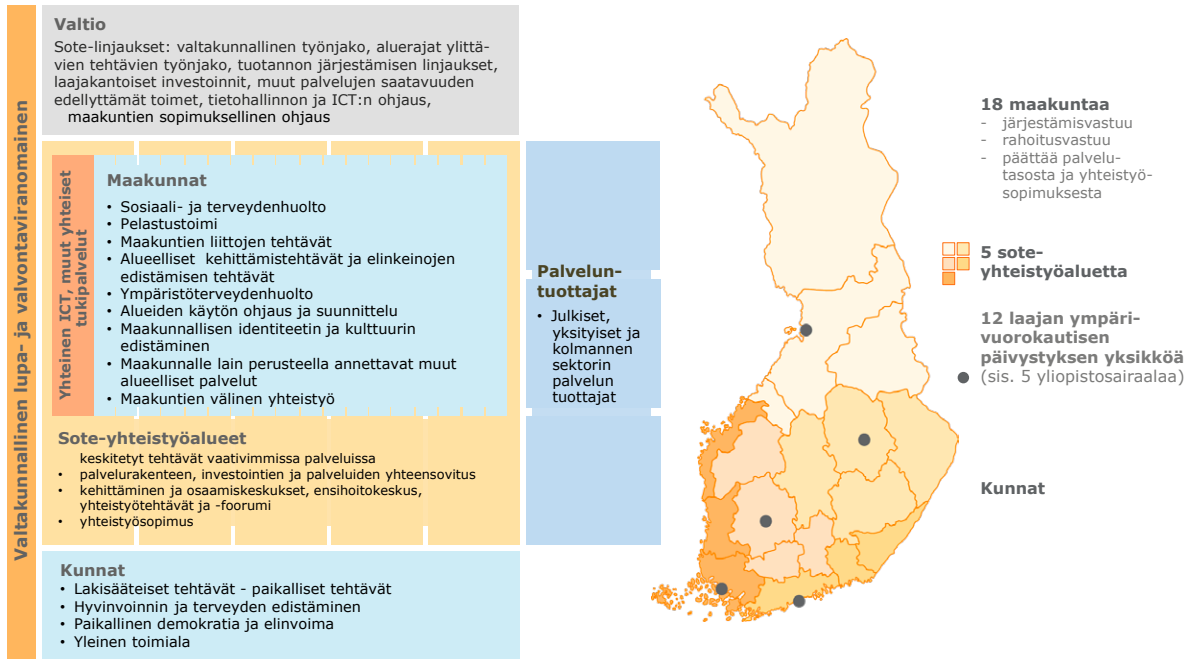 Valtakunnallinen lupa- ja valvontaviranomainen
Valtio
Sote-linjaukset: valtakunnallinen työnjako, aluerajat ylittä-
vien tehtävien työnjako, tuotannon järjestämisen linjaukset,
laajakantoiset investoinnit, muut palvelujen saatavuuden
edellyttämät toimet, tietohallinnon ja ICT:n ohjaus,
maakuntien sopimuksellinen ohjaus
Yhteinen ICT, muut yhteiset
tukipalvelut
Maakunnat
• Sosiaali- ja terveydenhuolto
• Pelastustoimi
• Maakuntien liittojen tehtävät
• Alueelliset kehittämistehtävät ja elinkeinojen
edistämisen tehtävät
• Ympäristöterveydenhuolto
• Alueiden käytön ohjaus ja suunnittelu
• Maakunnallisen identiteetin ja kulttuurin
edistäminen
• Maakunnalle lain perusteella annettavat muut
alueelliset palvelut
• Maakuntien välinen yhteistyö
Sote-yhteistyöalueet
keskitetyt tehtävät vaativimmissa palveluissa
• palvelurakenteen, investointien ja palveluiden yhteensovitus
• kehittäminen ja osaamiskeskukset, ensihoitokeskus,
yhteistyötehtävät ja -foorumi
• yhteistyösopimus
Palvelun-
tuottajat
• Julkiset,
yksityiset ja
kolmannen
sektorin
palvelun
tuottajat
Kunnat
• Lakisääteiset tehtävät - paikalliset tehtävät
• Hyvinvoinnin ja terveyden edistäminen
• Paikallinen demokratia ja elinvoima
• Yleinen toimiala
18 maakuntaa
- järjestämisvastuu
- rahoitusvastuu
- päättää palvelu-
tasosta ja yhteistyö-
sopimuksesta
5 sote-
yhteistyöaluetta
12 laajan ympäri-
vuorokautisen
päivystyksen yksikköä
(sis. 5 yliopistosairaalaa)
Kunnat